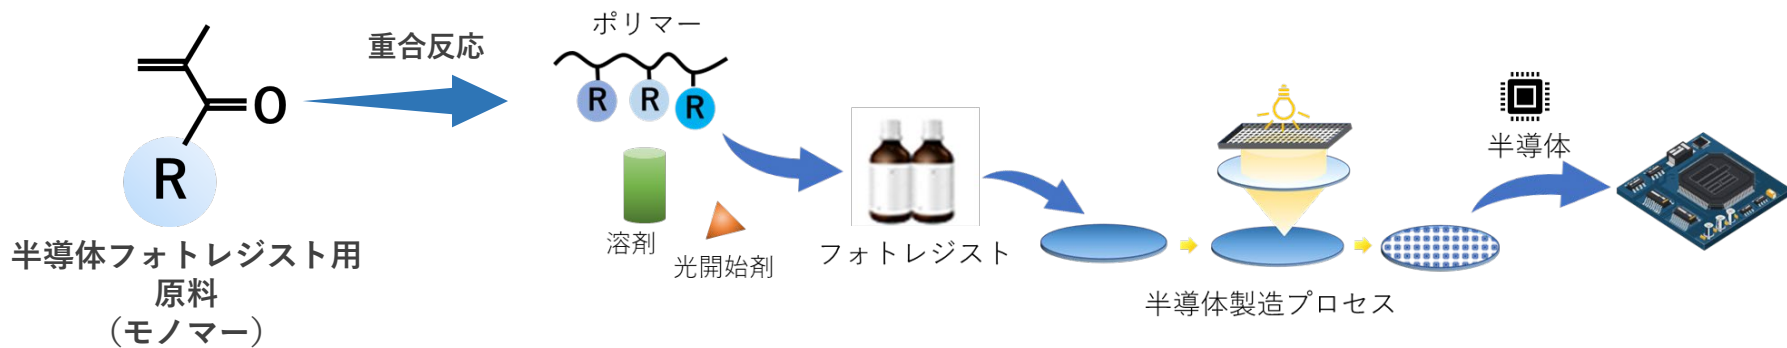 O
R
半導体フォトレジスト用
原料
（モノマー）
重合反応
ポリマー
R
R
R
溶剤
光開始剤
フォトレジスト
半導体製造プロセス
半導体